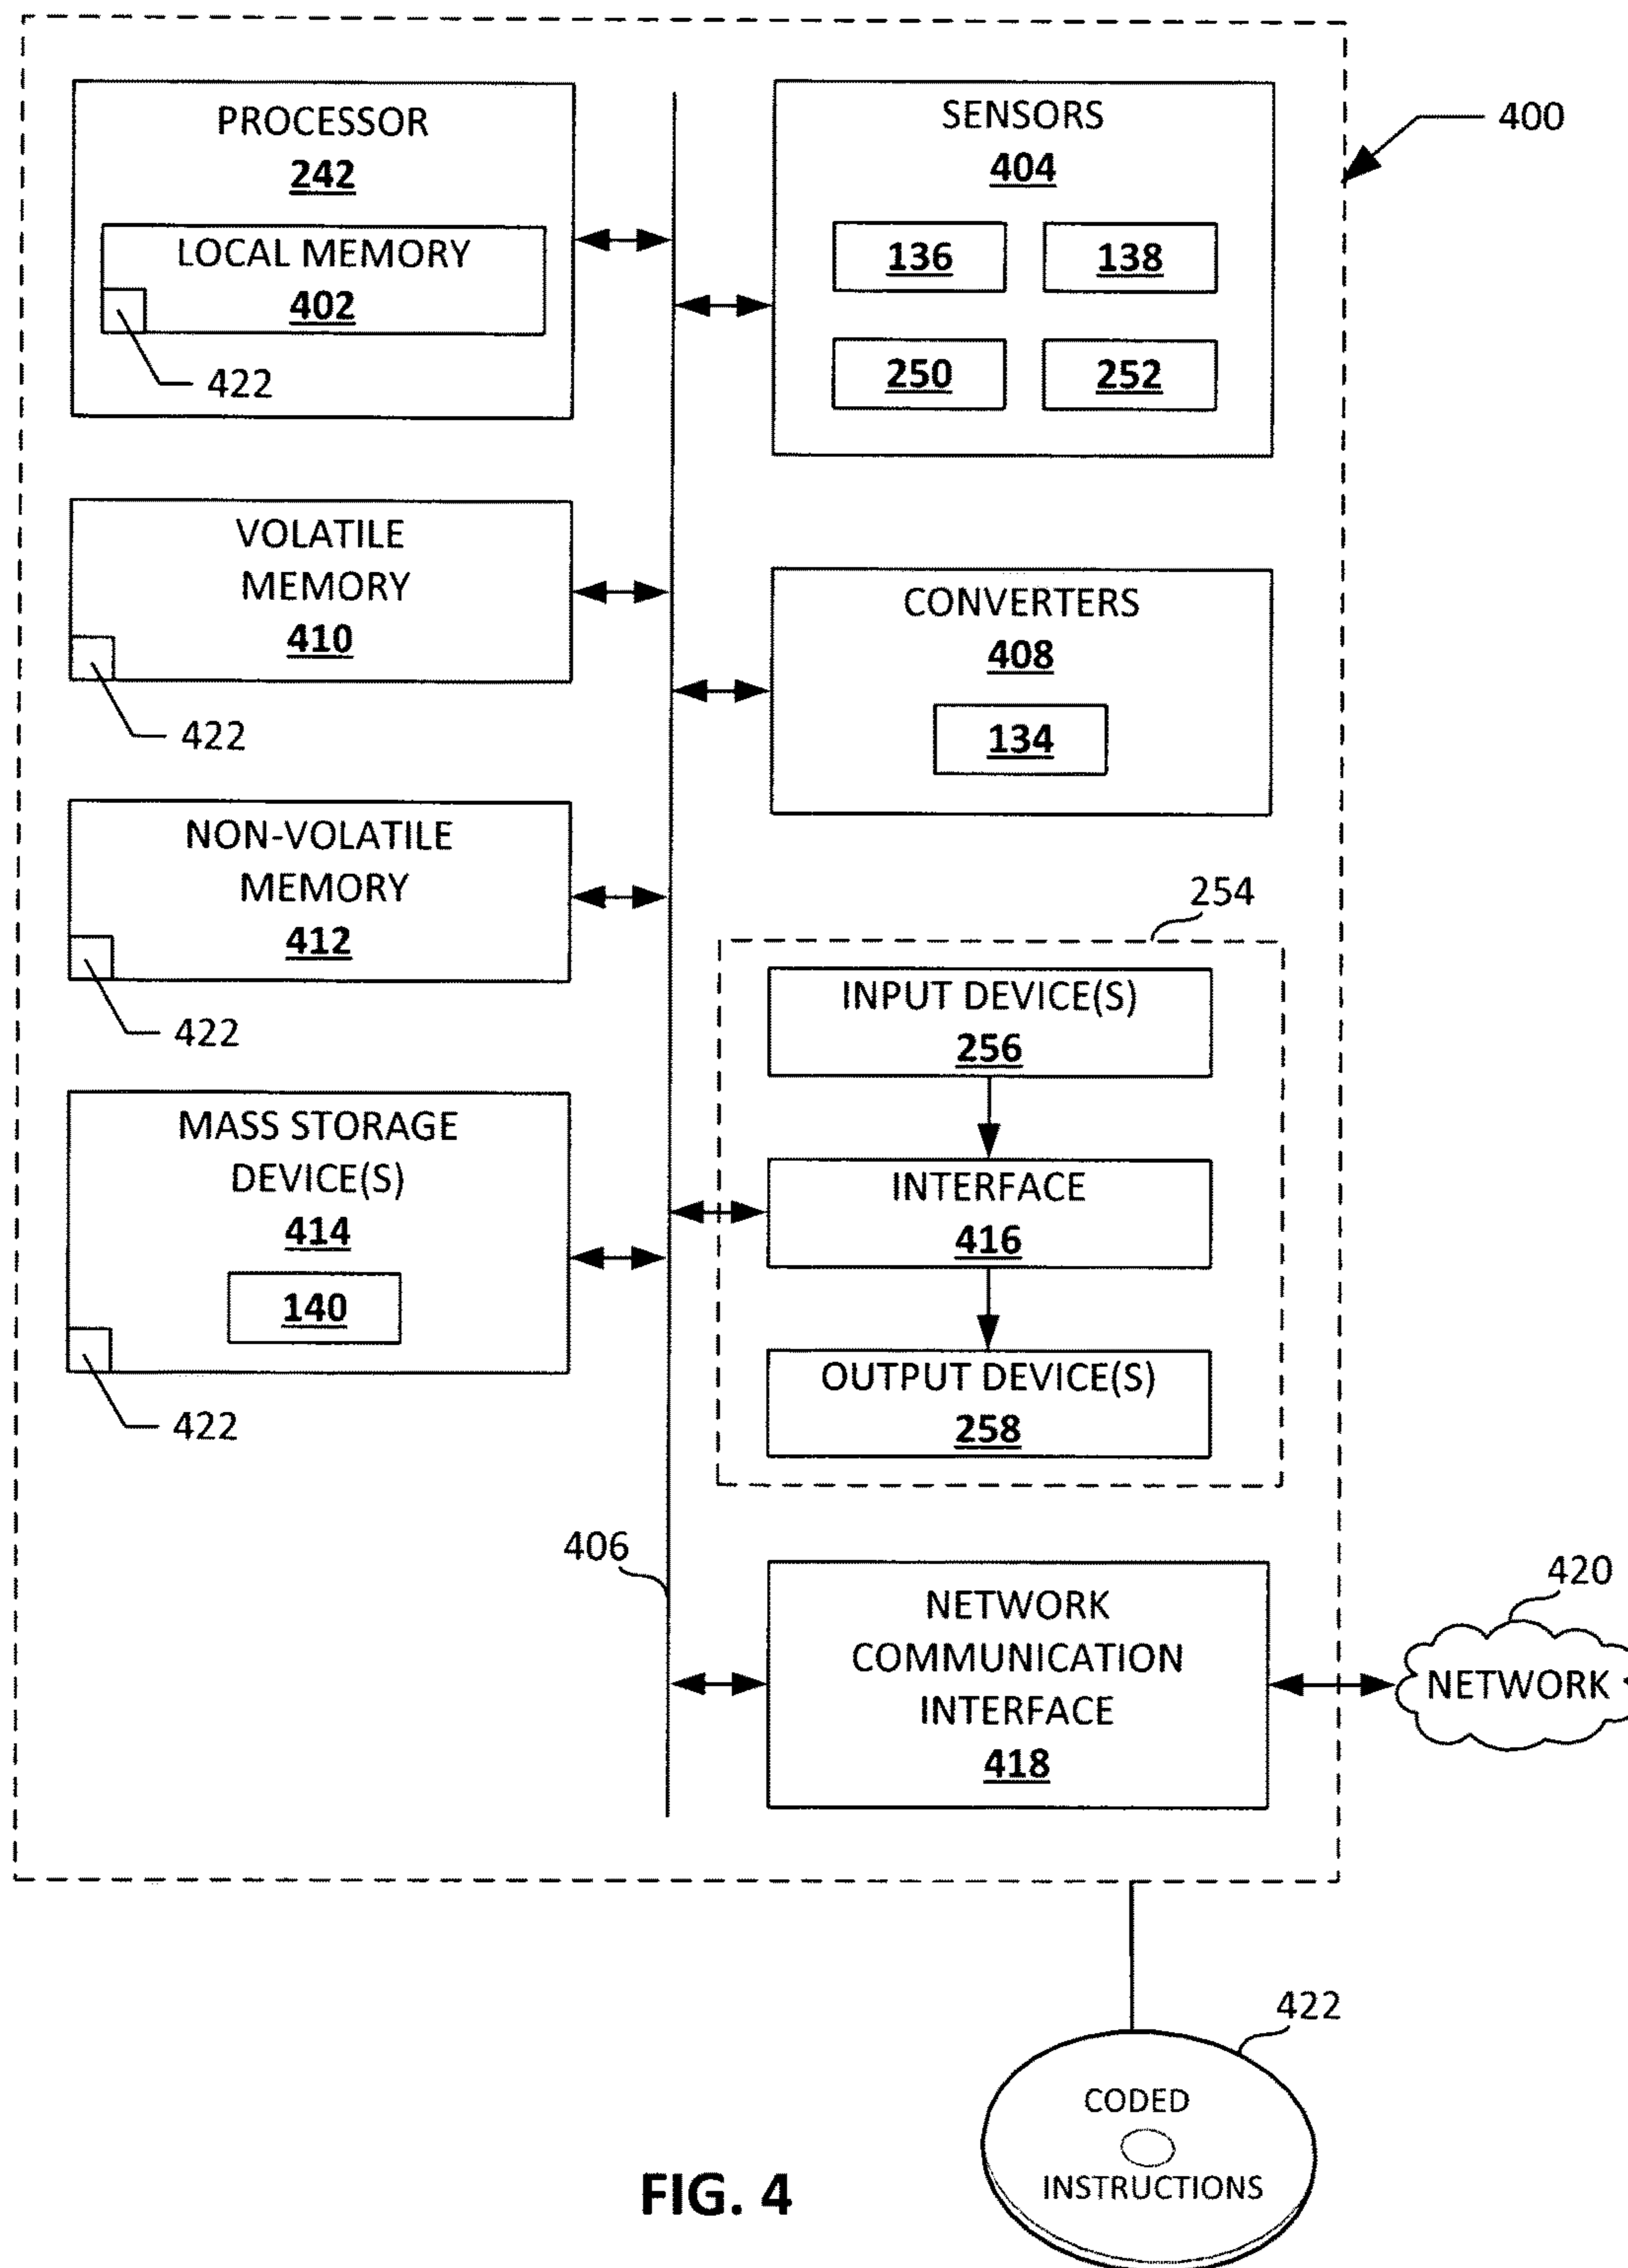 400
PROCESSOR
242
LOCAL MEMORY
402
422
SENSORS
404
136 138
250 252
VOLATILE
MEMORY
410
422
CONVERTERS
408
134
NON-VOLATILE
MEMORY
412
422
254
INPUT DEVICE(S)
256
INTERFACE
416
OUTPUT DEVICE(S)
258
MASS STORAGE
DEVICE(S)
414
140
422
406
NETWORK
COMMUNICATION
INTERFACE
418
420
NETWORK
422
CODED
INSTRUCTIONS
FIG. 4